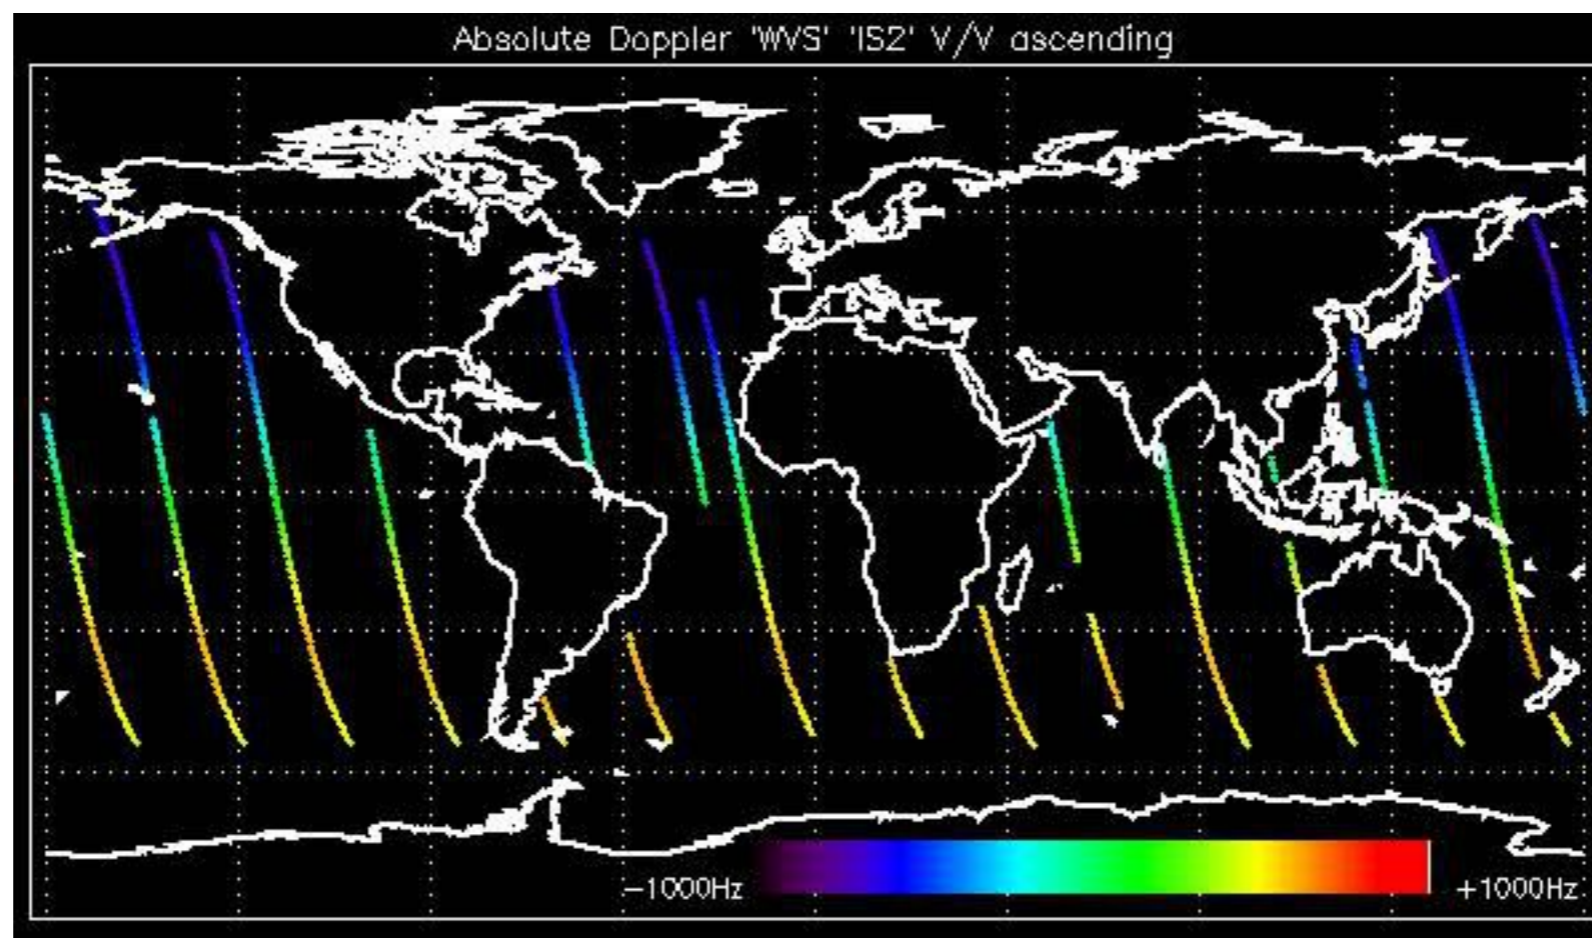 Absolute Doppler 'WVS' 'IS2' V/V ascending
−1000Hz
+1000Hz